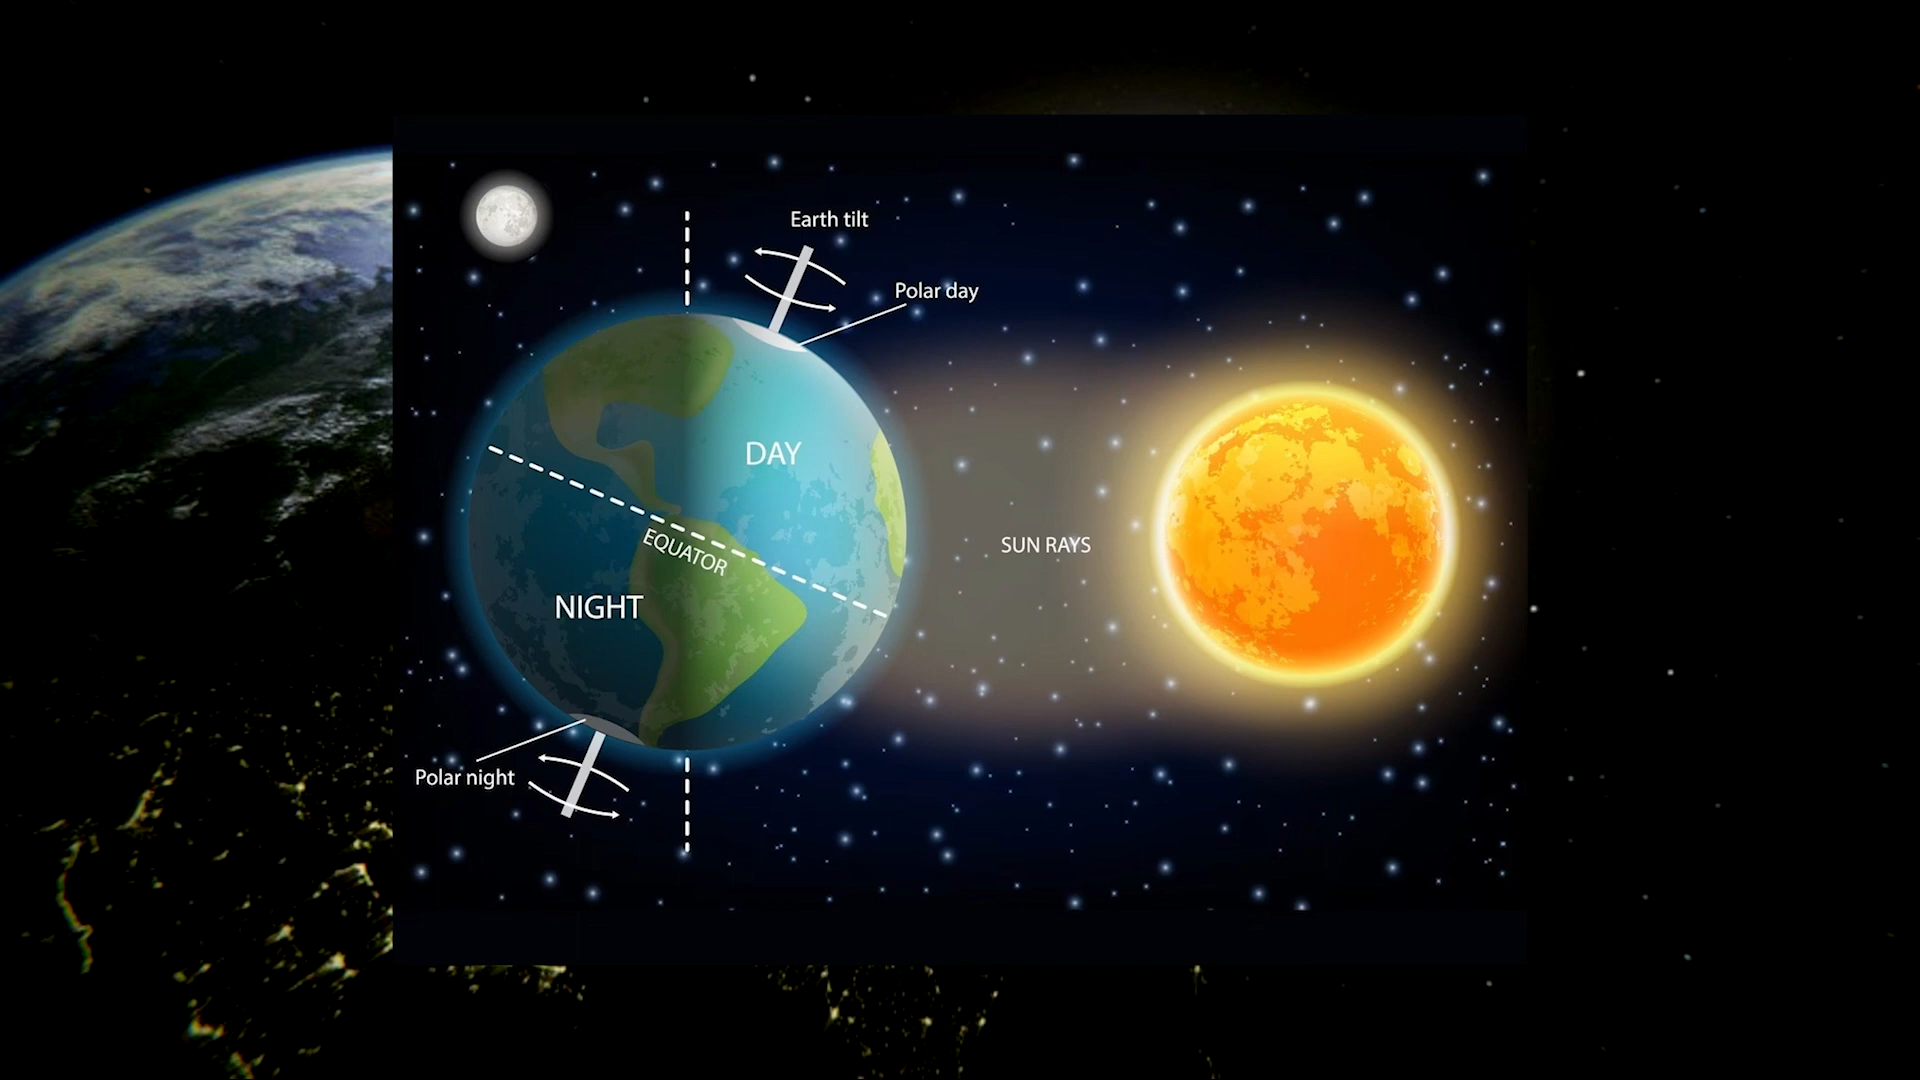 Earth tilt
Polar day
DAY
EQUATOR
SUN RAYS
NIGHT
Polar night